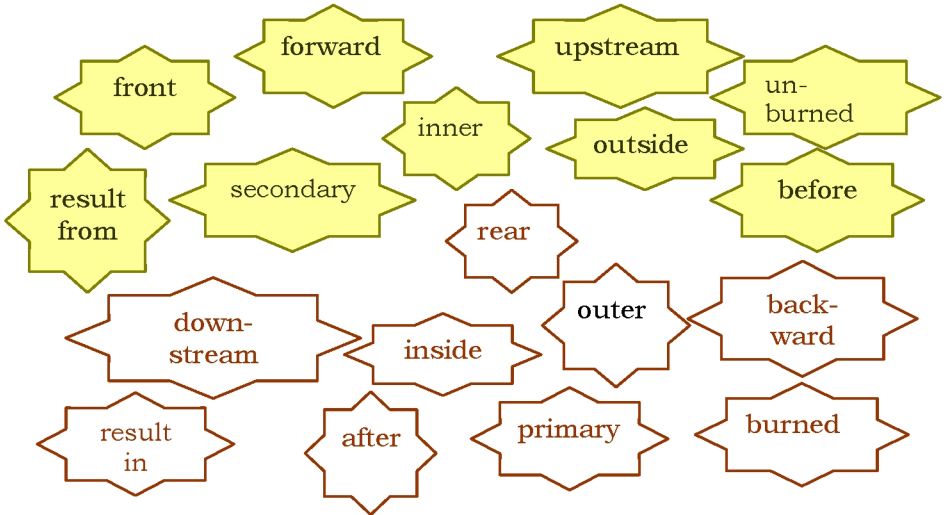 forward
upstream
front
un-
burned
inner
outside
secondary
before
result
from
rear
outer
back-
ward
down-
stream
inside
result
in
after
primary
burned